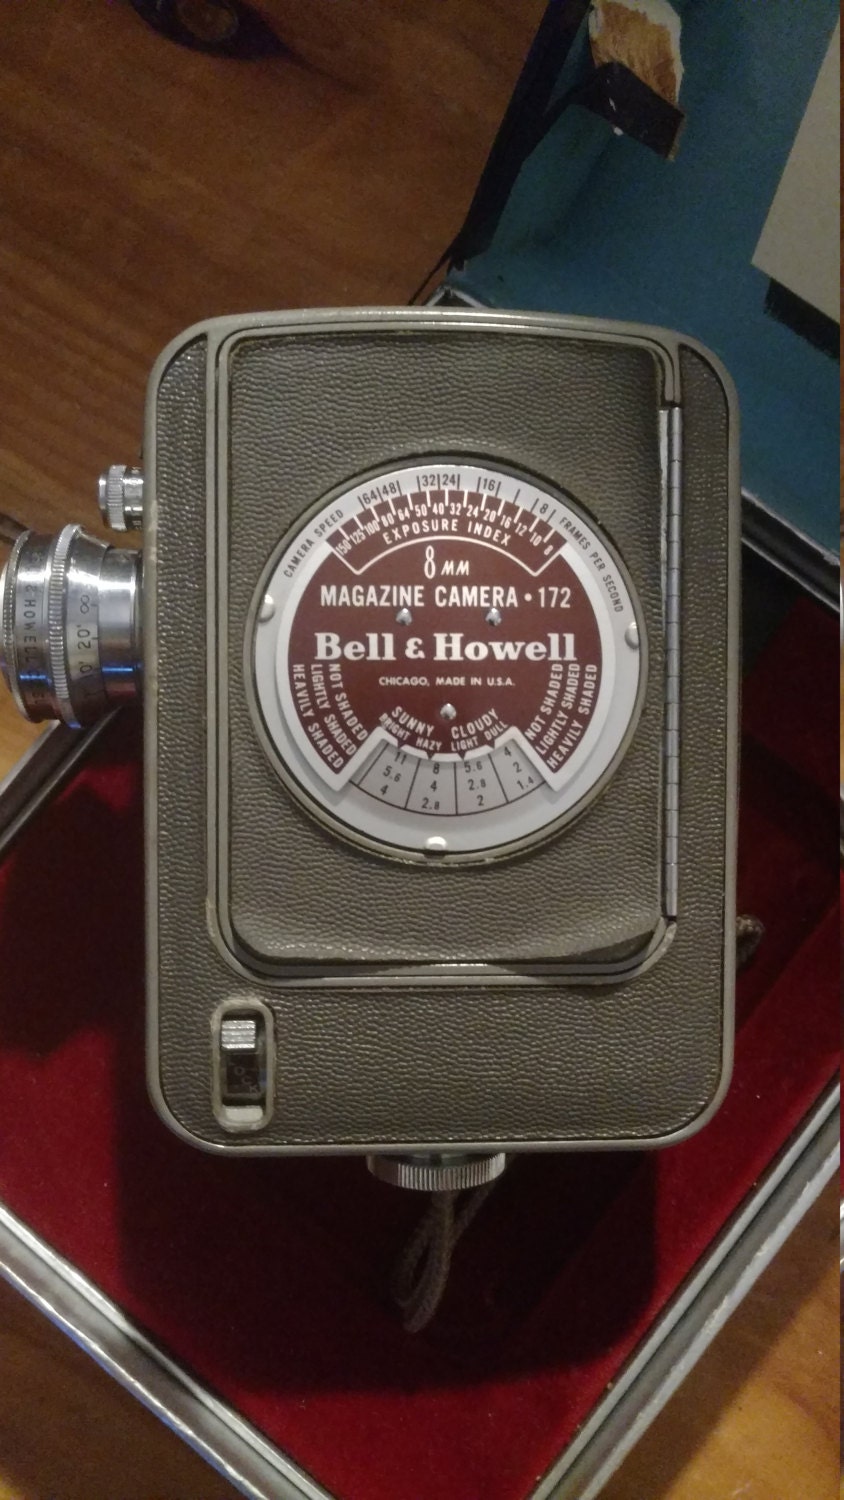 CAMERA SPEED 64 48 32 24 16 8 FRAMES PER SECOND
150 125 100 80 64 50 40 32 24 20 16 12 10 8
EXPOSURE INDEX
8 MM
MAGAZINE CAMERA • 172
Bell & Howell
CHICAGO, MADE IN U.S.A.
NOT SHADED
LIGHTLY SHADED
HEAVILY SHADED
SUNNY CLOUDY
BRIGHT HAZY LIGHT DULL
NOT SHADED
LIGHTLY SHADED
HEAVILY SHADED
11 8 5.6 4
5.6 4 2.8 2
4 2.8 2 1.4
HOWELL
20' ∞